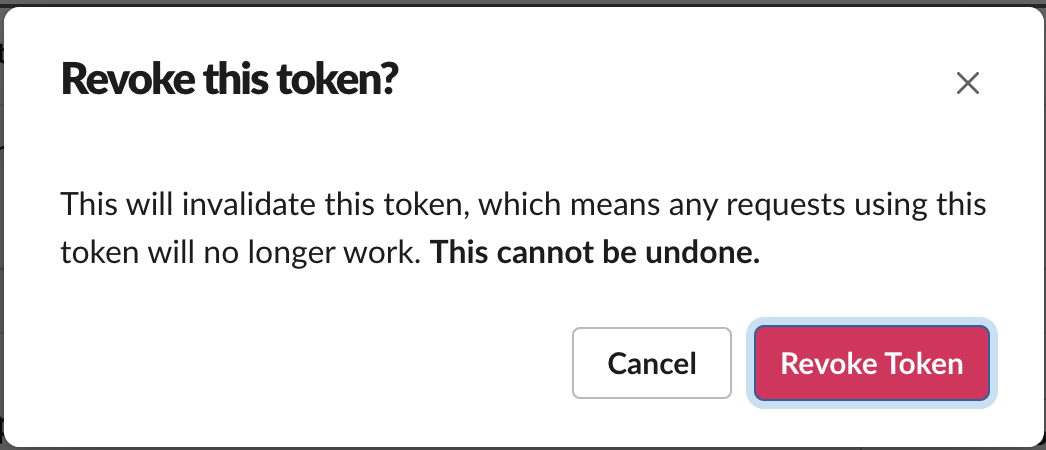 Revoke this token?
This will invalidate this token, which means any requests using this
token will no longer work. This cannot be undone.
Cancel
Revoke Token